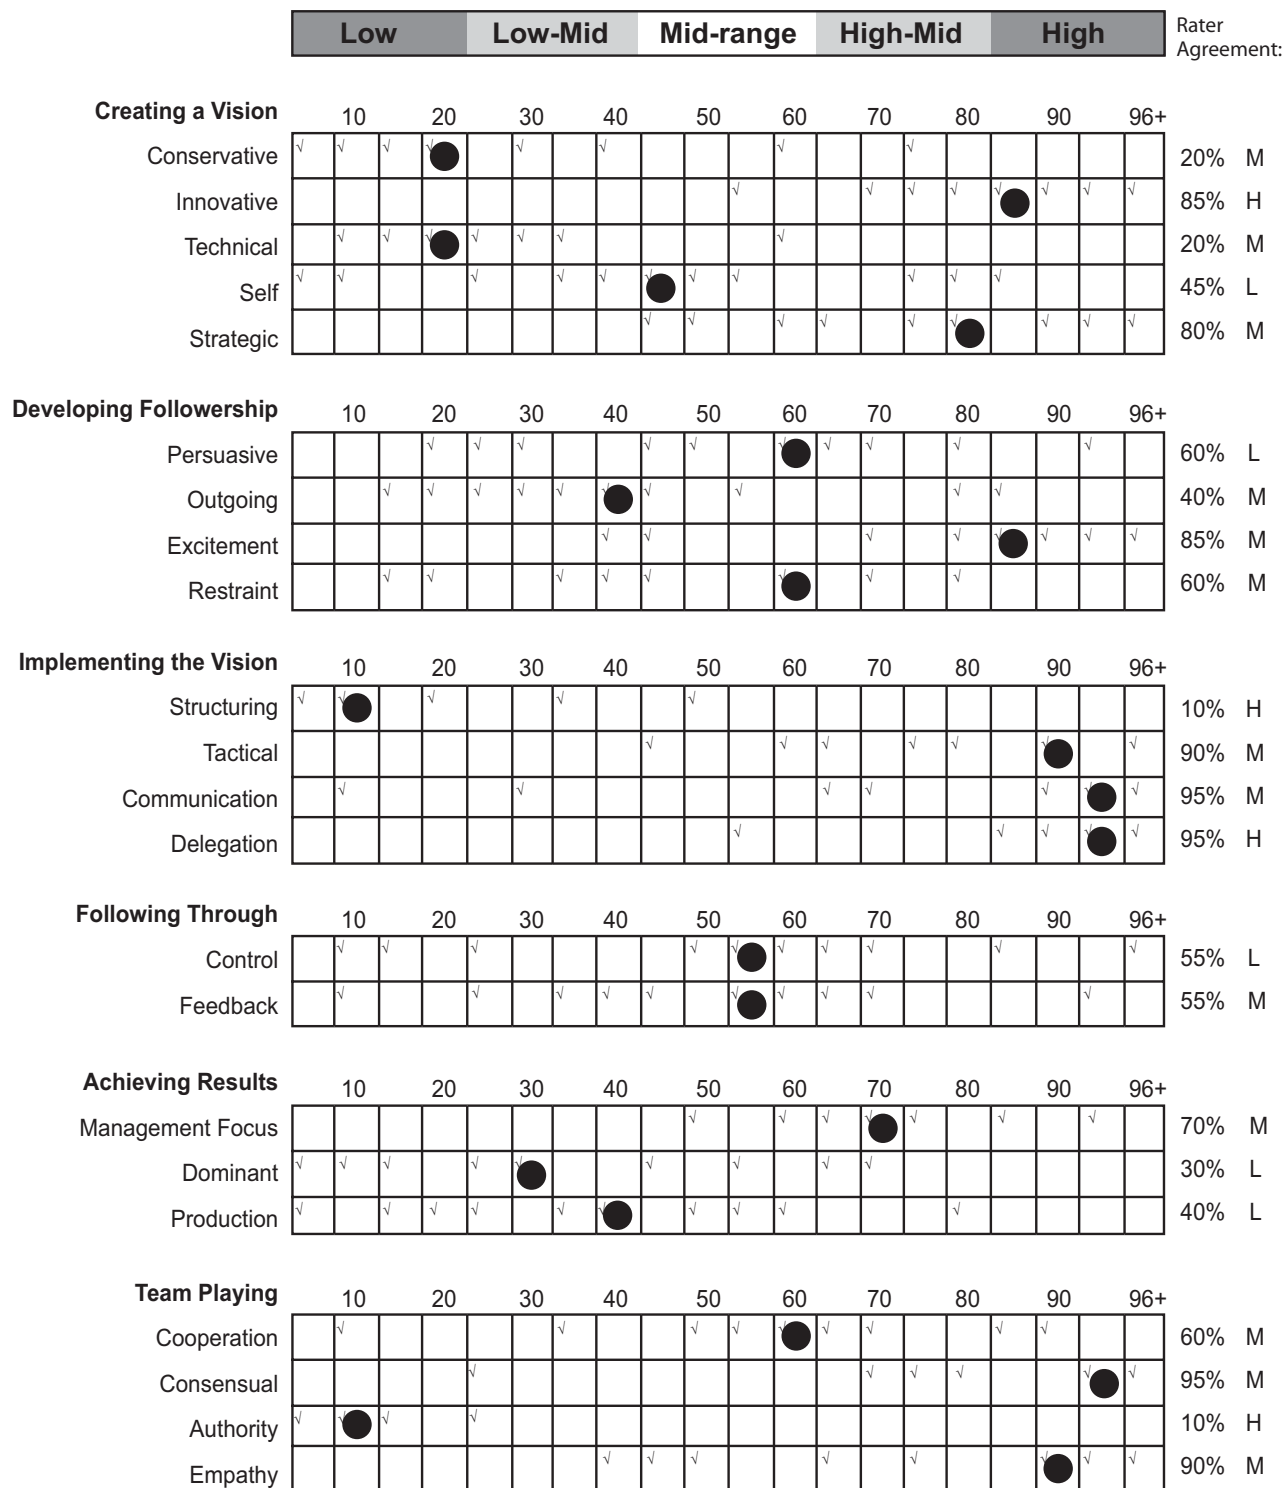 Low Low-Mid Mid-range High-Mid High Rater Agreement:
Creating a Vision 10 20 30 40 50 60 70 80 90 96+
Conservative √ √ √ √ √ √ √ √ 20% M
Innovative √ √ √ √ √ √ √ √ 85% H
Technical √ √ √ √ √ √ √ 20% M
Self √ √ √ √ √ √ √ √ √ √ √ 45% L
Strategic √ √ √ √ √ √ √ √ √ 80% M
Developing Followership 10 20 30 40 50 60 70 80 90 96+
Persuasive √ √ √ √ √ √ √ √ √ √ 60% L
Outgoing √ √ √ √ √ √ √ √ √ √ 40% M
Excitement √ √ √ √ √ √ √ √ 85% M
Restraint √ √ √ √ √ √ √ √ 60% M
Implementing the Vision 10 20 30 40 50 60 70 80 90 96+
Structuring √ √ √ √ √ 10% H
Tactical √ √ √ √ √ √ √ 90% M
Communication √ √ √ √ √ √ √ 95% M
Delegation √ √ √ √ √ 95% H
Following Through 10 20 30 40 50 60 70 80 90 96+
Control √ √ √ √ √ √ √ √ √ √ 55% L
Feedback √ √ √ √ √ √ √ √ √ √ 55% M
Achieving Results 10 20 30 40 50 60 70 80 90 96+
Management Focus √ √ √ √ √ √ √ 70% M
Dominant √ √ √ √ √ √ √ √ √ 30% L
Production √ √ √ √ √ √ √ √ √ √ 40% L
Team Playing 10 20 30 40 50 60 70 80 90 96+
Cooperation √ √ √ √ √ √ √ √ √ 60% M
Consensual √ √ √ √ √ √ 95% M
Authority √ √ √ √ 10% H
Empathy √ √ √ √ √ √ √ √ 90% M